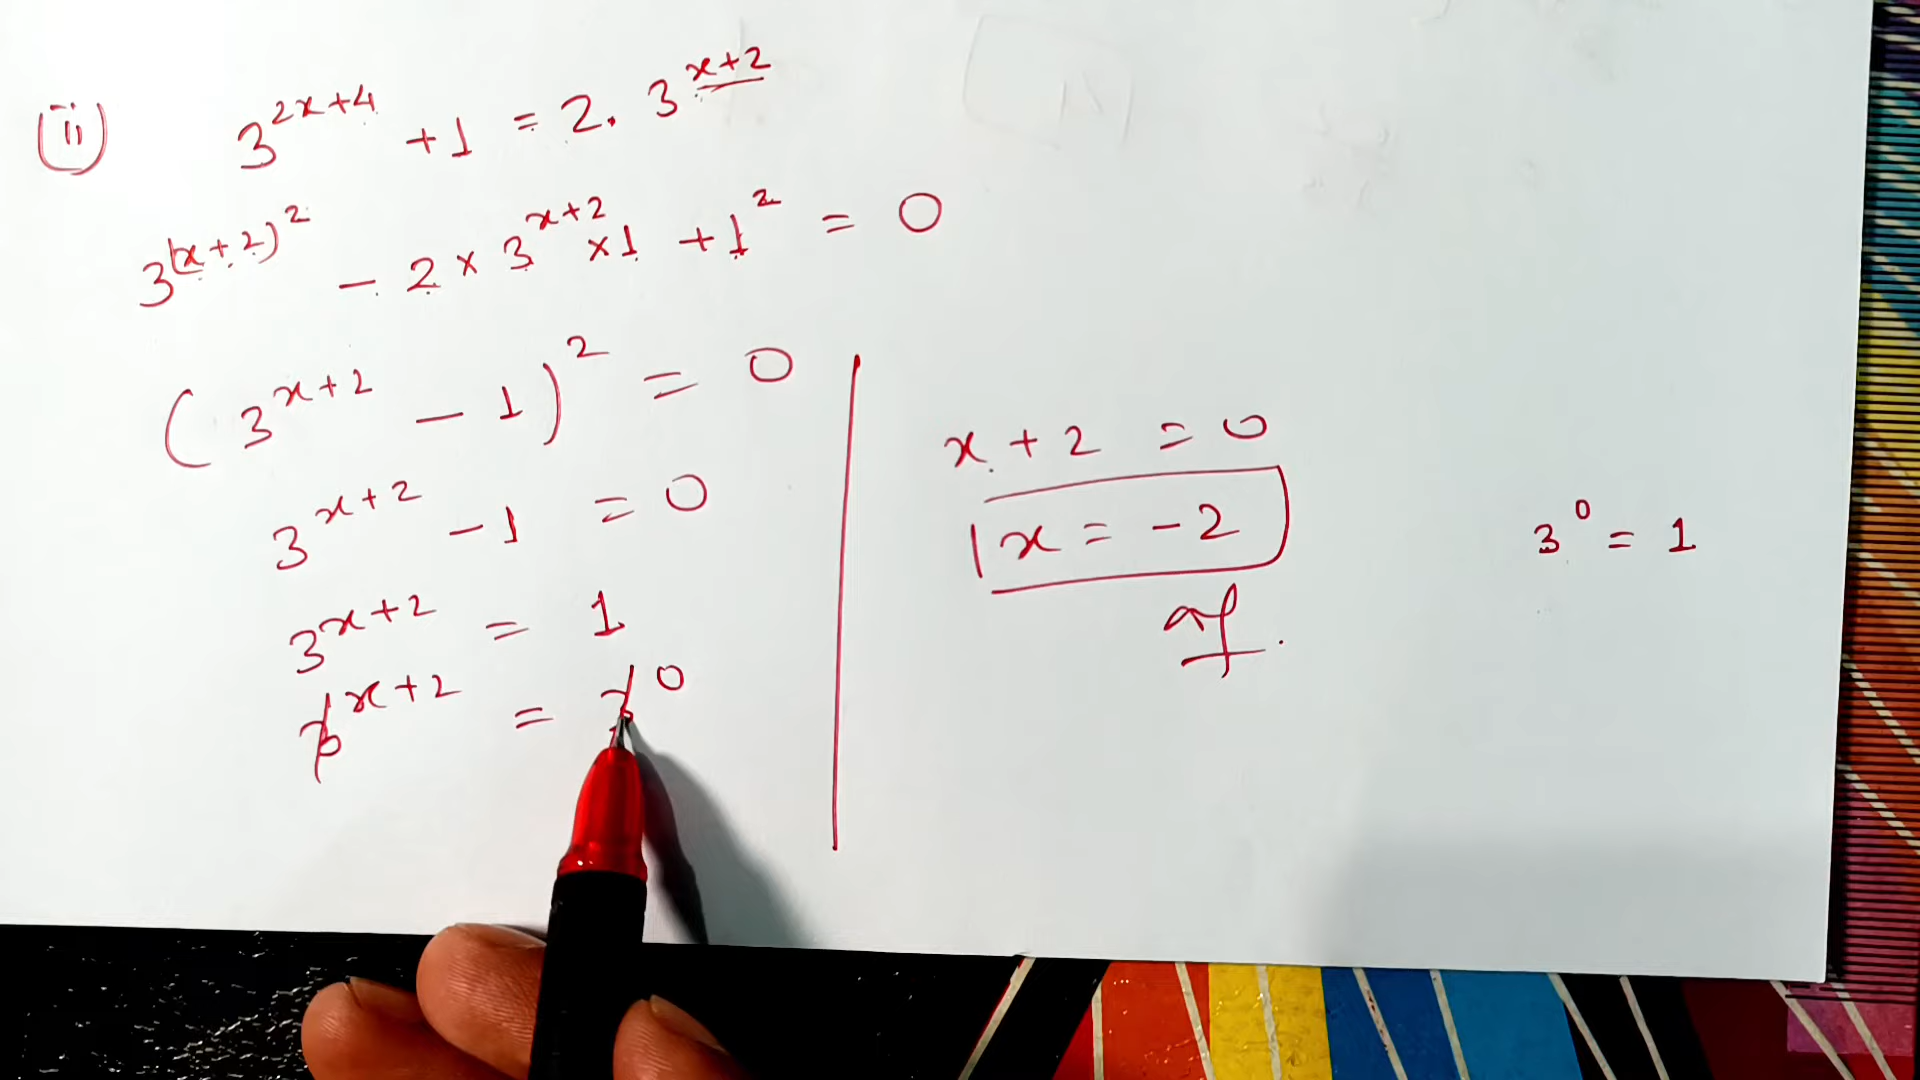 (ii) 3^{2x+4} + 1 = 2 . 3^{x+2}
3^{(x+2)^2} - 2 × 3^{x+2} × 1 + 1^2 = 0
(3^{x+2} - 1)^2 = 0
3^{x+2} - 1 = 0
3^{x+2} = 1
3^{x+2} = 3^0
x + 2 = 0
x = -2
3^0 = 1